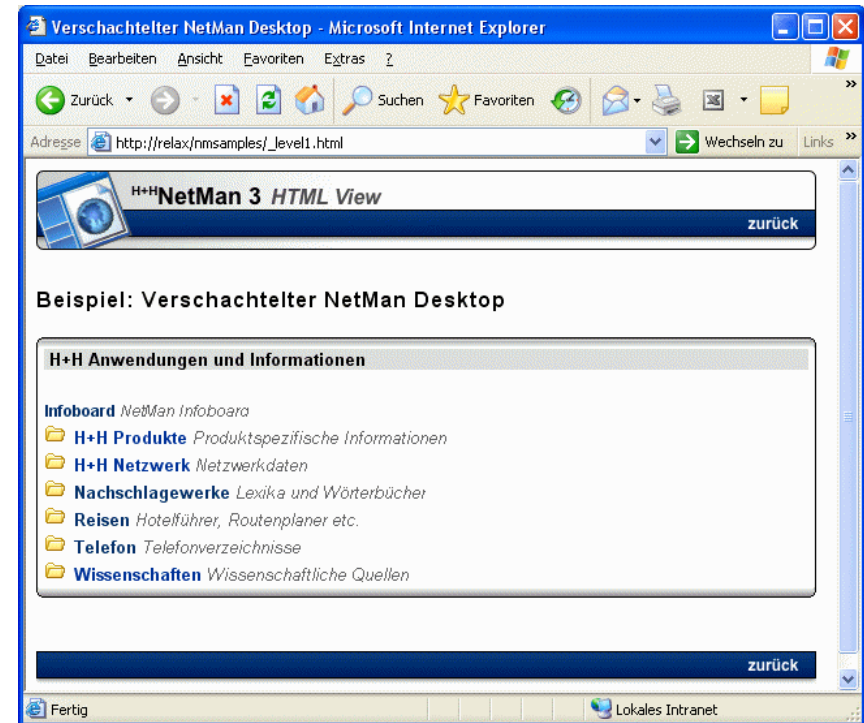 Verschachtelter NetMan Desktop - Microsoft Internet Explorer
Datei Bearbeiten Ansicht Favoriten Extras ?
Zurück Suchen Favoriten »
Adresse http://relax/nmsamples/_level1.html Wechseln zu Links »
H+HNetMan 3 HTML View
zurück
Beispiel: Verschachtelter NetMan Desktop
H+H Anwendungen und Informationen
Infoboard NetMan Infoboard
H+H Produkte Produktspezifische Informationen
H+H Netzwerk Netzwerkdaten
Nachschlagewerke Lexika und Wörterbücher
Reisen Hotelführer, Routenplaner etc.
Telefon Telefonverzeichnisse
Wissenschaften Wissenschaftliche Quellen
zurück
Fertig Lokales Intranet